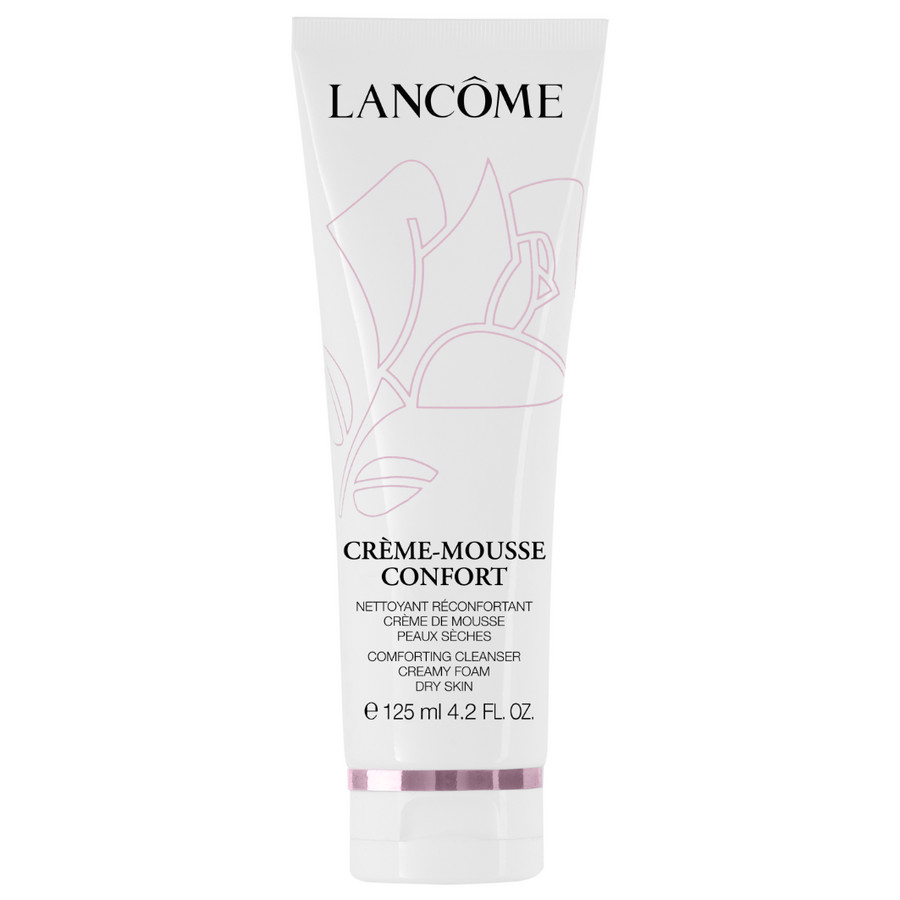 LANCÔME
CRÈME-MOUSSE
CONFORT
NETTOYANT RÉCONFORTANT
CRÈME DE MOUSSE
PEAUX SÈCHES
COMFORTING CLEANSER
CREAMY FOAM
DRY SKIN
℮ 125 ml 4.2 FL. OZ.